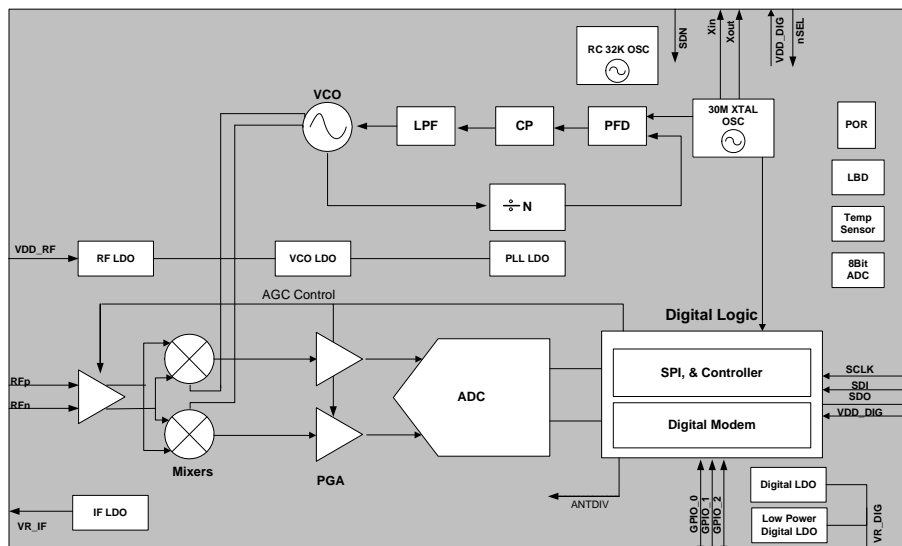 SDN
Xin
Xout
VDD_DIG
nSEL
RC 32K OSC
VCO
LPF
CP
PFD
30M XTAL
OSC
POR
LBD
Temp
Sensor
8Bit
ADC
÷ N
VDD_RF
RF LDO
VCO LDO
PLL LDO
AGC Control
Digital Logic
SPI, & Controller
Digital Modem
ADC
RFp
RFn
Mixers
PGA
SCLK
SDI
SDO
VDD_DIG
ANTDIV
GPIO_0
GPIO_1
GPIO_2
Digital LDO
Low Power
Digital LDO
VR_DIG
IF LDO
VR_IF